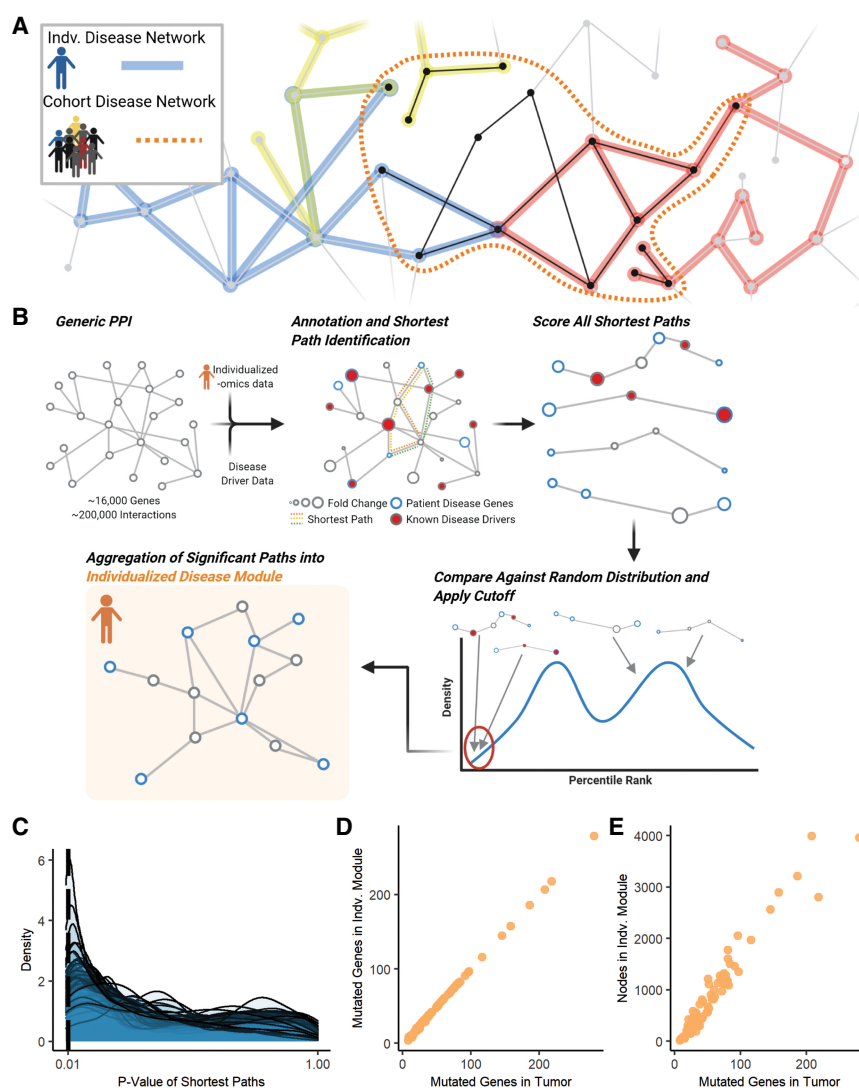 A
Indv. Disease Network
Cohort Disease Network
B
Generic PPI
Individualized
-omics data
Disease
Driver Data
~16,000 Genes
~200,000 Interactions
Annotation and Shortest
Path Identification
Fold Change
Patient Disease Genes
Shortest Path
Known Disease Drivers
Score All Shortest Paths
Compare Against Random Distribution and
Apply Cutoff
Density
Percentile Rank
Aggregation of Significant Paths into
Individualized Disease Module
C
Density
6
4
2
0
0.01
1.00
P-Value of Shortest Paths
D
Mutated Genes in Indv. Module
200
100
0
0
100
200
Mutated Genes in Tumor
E
Nodes in Indv. Module
4000
3000
2000
1000
0
0
100
200
Mutated Genes in Tumor